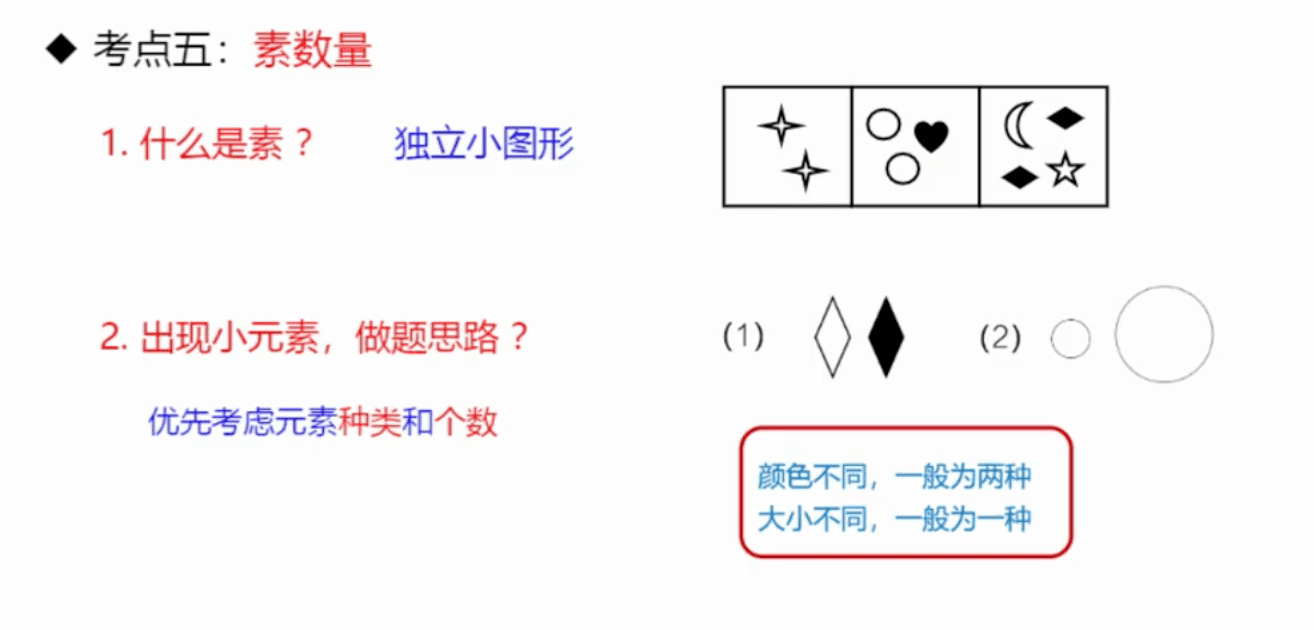 ◆ 考点五：素数量
1. 什么是素？ 独立小图形
2. 出现小元素，做题思路？
(1) (2)
优先考虑元素种类和个数
颜色不同，一般为两种
大小不同，一般为一种